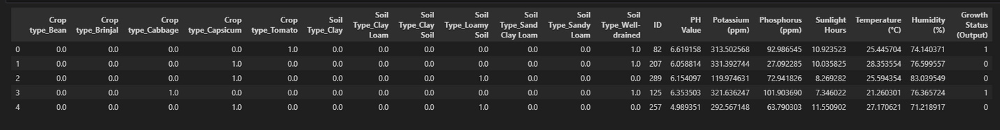 Crop type_Bean Crop type_Brinjal Crop type_Cabbage Crop type_Capsicum Crop type_Tomato Soil Type_Clay Soil Type_Clay Loam Soil Type_Clay Soil Soil Type_Loamy Soil Soil Type_Sand Clay Loam Soil Type_Sandy Loam Soil Type_Well-drained ID PH Value Potassium (ppm) Phosphorus (ppm) Sunlight Hours Temperature (°C) Humidity (%) Growth Status (Output)
0 0.0 0.0 0.0 0.0 1.0 0.0 0.0 0.0 0.0 0.0 0.0 1.0 82 6.619158 313.502568 92.986545 10.923523 25.445704 74.140371 1
1 0.0 0.0 0.0 1.0 0.0 0.0 0.0 0.0 0.0 0.0 0.0 1.0 207 6.058814 331.392744 27.092285 10.035825 28.353554 76.599557 0
2 0.0 0.0 0.0 1.0 0.0 0.0 0.0 0.0 1.0 0.0 0.0 0.0 289 6.154097 119.974631 72.941826 8.269282 25.594354 83.039549 0
3 0.0 0.0 1.0 0.0 0.0 0.0 0.0 0.0 0.0 0.0 0.0 1.0 125 6.353503 321.636247 101.903690 7.346022 21.260301 76.365724 1
4 0.0 0.0 0.0 1.0 0.0 0.0 0.0 0.0 1.0 0.0 0.0 0.0 257 4.989351 292.567148 63.790303 11.550902 27.170621 71.218917 0